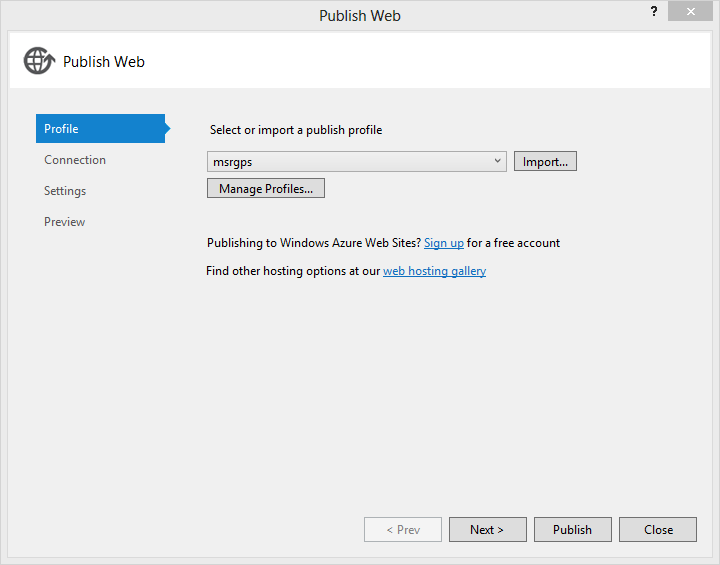 Publish Web
?
Publish Web
Profile
Connection
Settings
Preview
Select or import a publish profile
msrgps
Import...
Manage Profiles...
Publishing to Windows Azure Web Sites? Sign up for a free account
Find other hosting options at our web hosting gallery
< Prev
Next >
Publish
Close